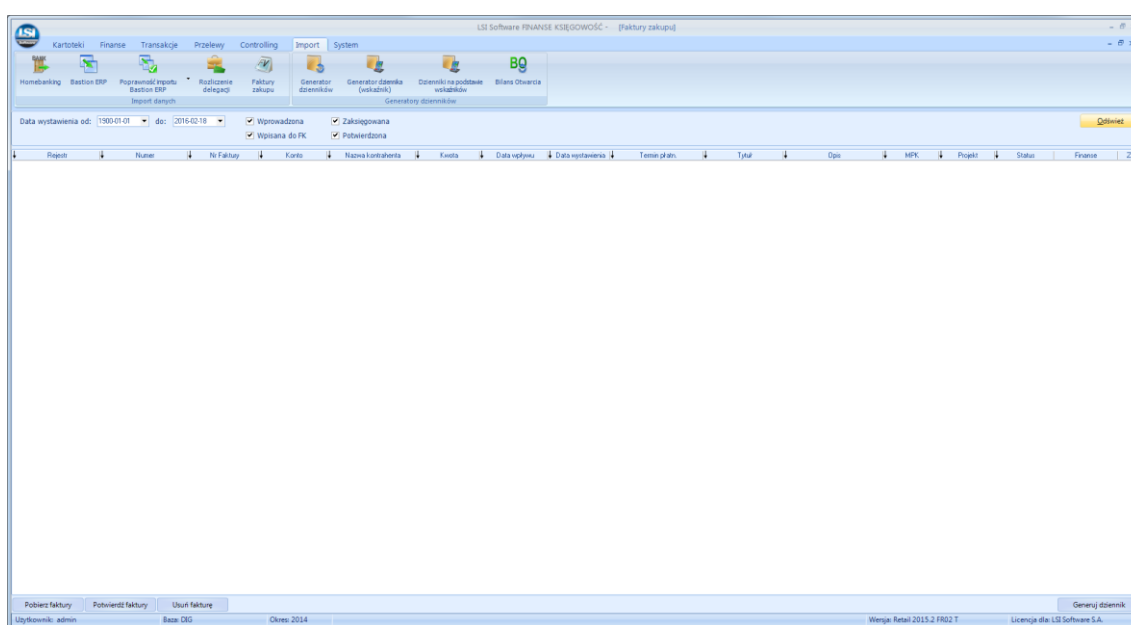 LSI Software FINANSE KSIĘGOWOŚĆ - [Faktury zakupu]
LSI
Kartoteki Finanse Transakcje Przelewy Controlling Import System
Homebanking Bastion ERP Poprawność importu Bastion ERP Rozliczenie delegacji Faktury zakupu Generator dzienników Generator dziennika (wskaźnik) Dzienniki na podstawie wskaźników BO Bilans Otwarcia
Import danych Generatory dzienników
Data wystawienia od: 1900-01-01 do: 2016-02-18 Wprowadzona Zaksięgowana Odśwież
Wpisana do FK Potwierdzona
Rejestr Numer Nr Faktury Konto Nazwa kontrahenta Kwota Data wpływu Data wystawienia Termin płatn. Tytuł Opis MPK Projekt Status Finanse Z
Pobierz faktury Potwierdź faktury Usuń fakturę Generuj dziennik
Użytkownik: admin Baza: DIG Okres: 2014 Wersja: Retail 2015.2 FR02 T Licencja dla: LSI Software S.A.